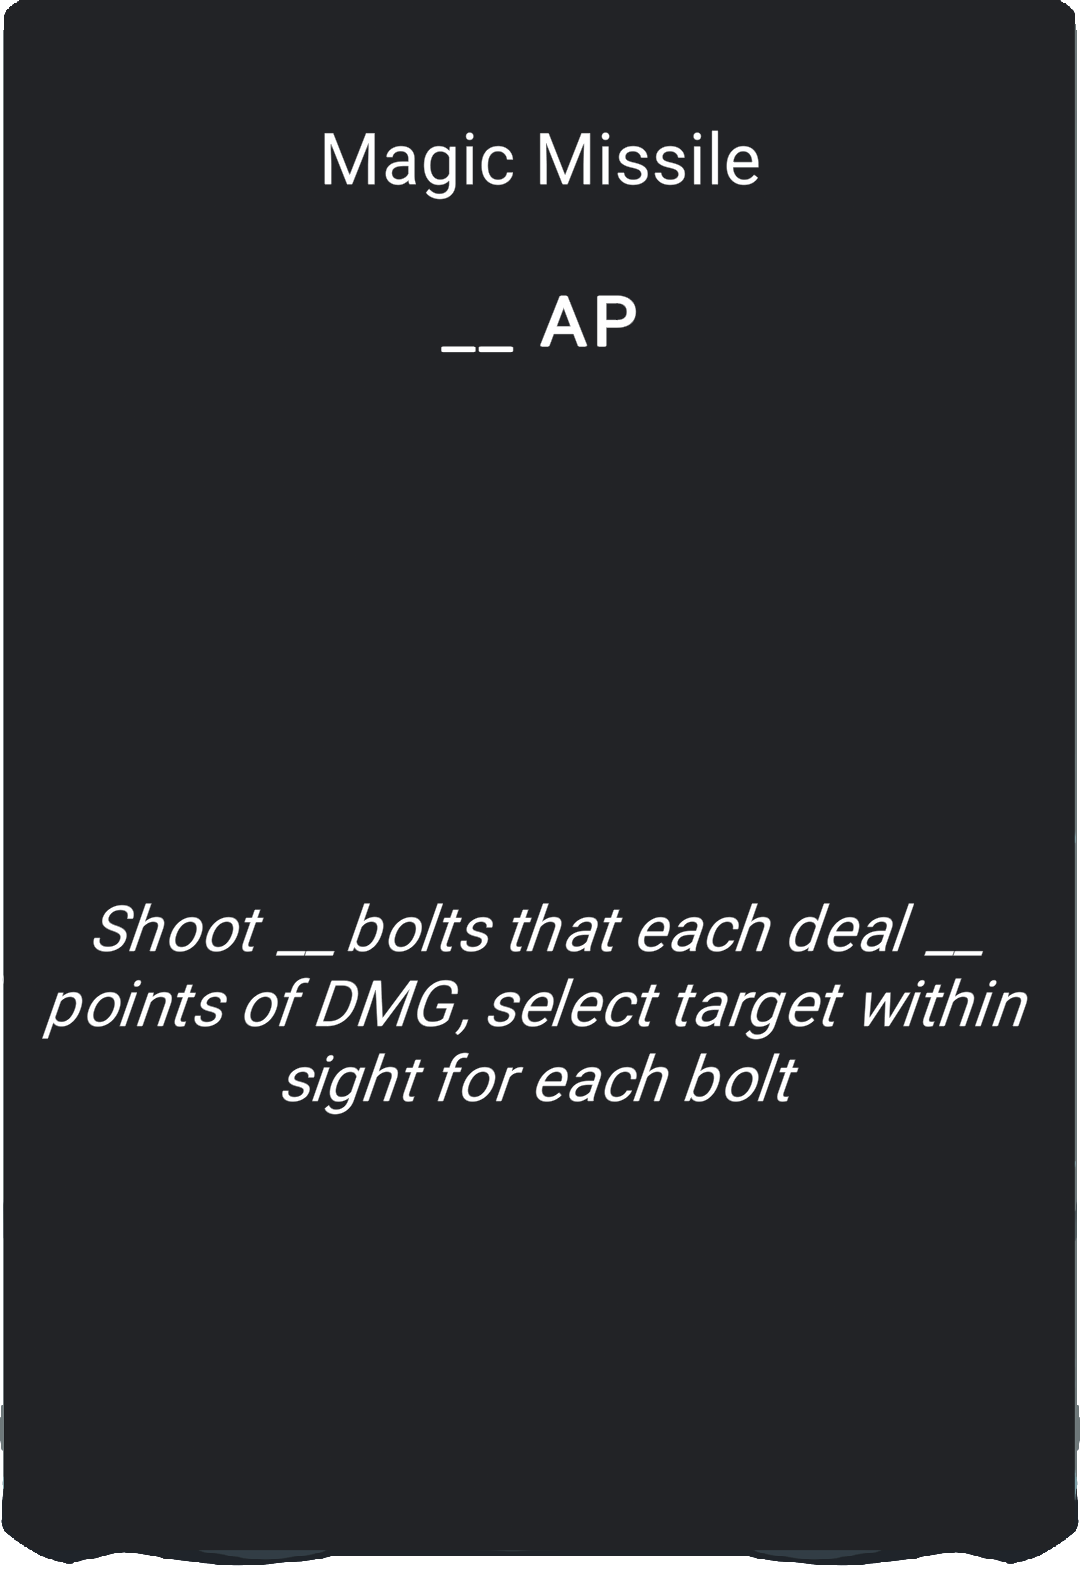 Magic Missile
__ AP
Shoot __ bolts that each deal __
points of DMG, select target within
sight for each bolt